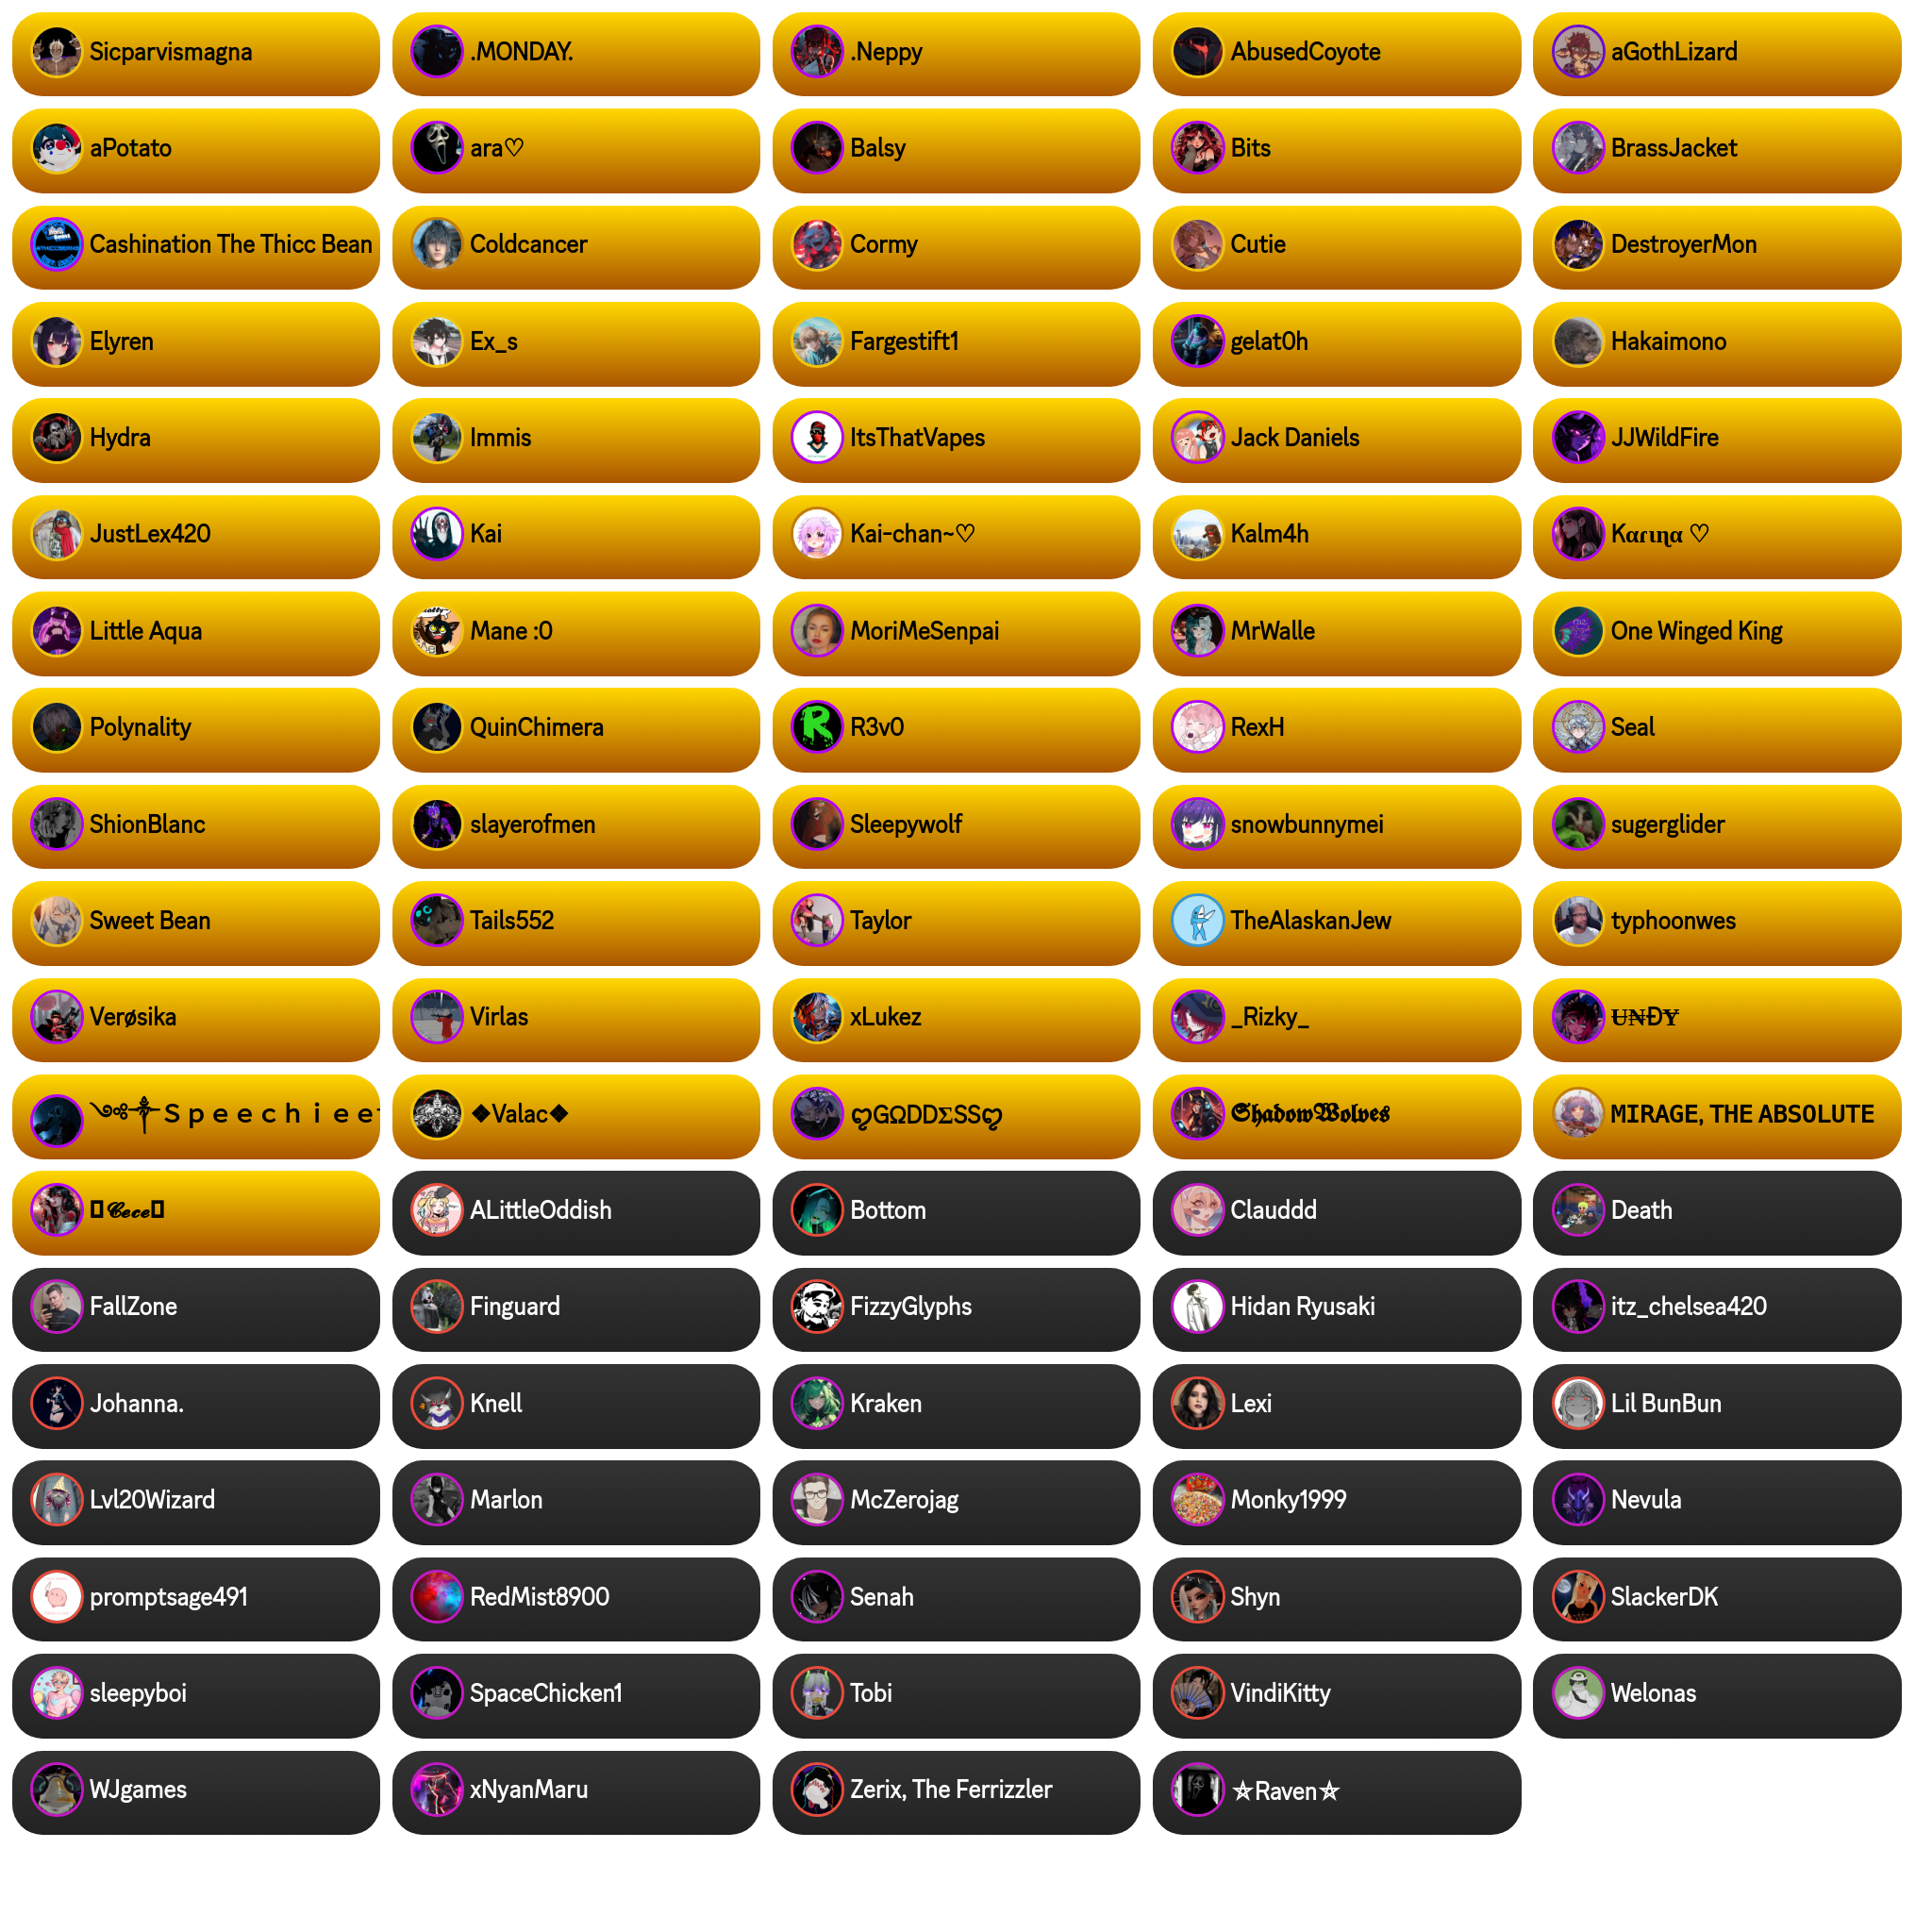 Sicparvismagna
.MONDAY.
.Neppy
AbusedCoyote
aGothLizard
aPotato
ara♡
Balsy
Bits
BrassJacket
Cashination The Thicc Bean
Coldcancer
Cormy
Cutie
DestroyerMon
Elyren
Ex_s
Fargestift1
gelat0h
Hakaimono
Hydra
Immis
ItsThatVapes
Jack Daniels
JJWildFire
JustLex420
Kai
Kai-chan~♡
Kalm4h
Kαɾιɳα ♡
Little Aqua
Mane :0
MoriMeSenpai
MrWalle
One Winged King
Polynality
QuinChimera
R3v0
RexH
Seal
ShionBlanc
slayerofmen
Sleepywolf
snowbunnymei
sugerglider
Sweet Bean
Tails552
Taylor
TheAlaskanJew
typhoonwes
Verøsika
Virlas
xLukez
_Rizky_
U̶N̶ĐY̶
༺༒Ｓｐｅｅｃｈｉｅｅ
❖Valac❖
ღGΩDDΣSSღ
𝕾𝖍𝖆𝖉𝖔𝖜𝖂𝖔𝖑𝖛𝖊𝖘
MIRAGE, THE ABSOLUTE
𝓒𝓮𝓬𝓮
ALittleOddish
Bottom
Clauddd
Death
FallZone
Finguard
FizzyGlyphs
Hidan Ryusaki
itz_chelsea420
Johanna.
Knell
Kraken
Lexi
Lil BunBun
Lvl20Wizard
Marlon
McZerojag
Monky1999
Nevula
promptsage491
RedMist8900
Senah
Shyn
SlackerDK
sleepyboi
SpaceChicken1
Tobi
VindiKitty
Welonas
WJgames
xNyanMaru
Zerix, The Ferrizzler
⛤Raven⛤